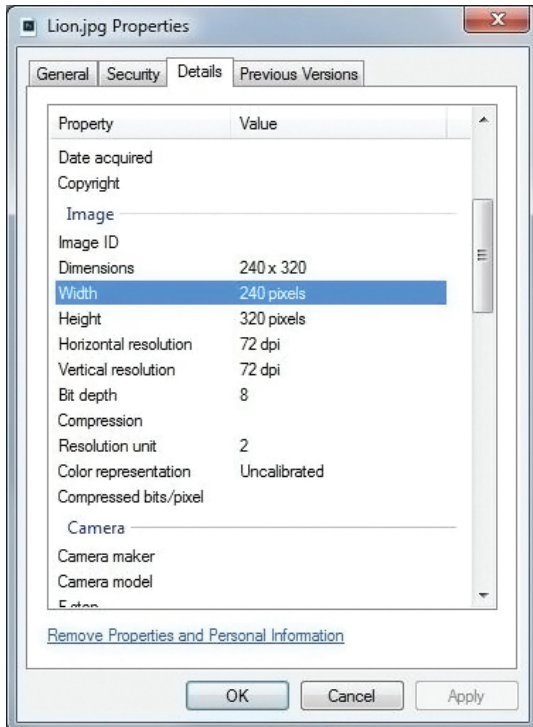 Lion.jpg Properties
General Security Details Previous Versions
Property Value
Date acquired
Copyright
Image
Image ID
Dimensions 240 x 320
Width 240 pixels
Height 320 pixels
Horizontal resolution 72 dpi
Vertical resolution 72 dpi
Bit depth 8
Compression
Resolution unit 2
Color representation Uncalibrated
Compressed bits/pixel
Camera
Camera maker
Camera model
Remove Properties and Personal Information
OK Cancel Apply